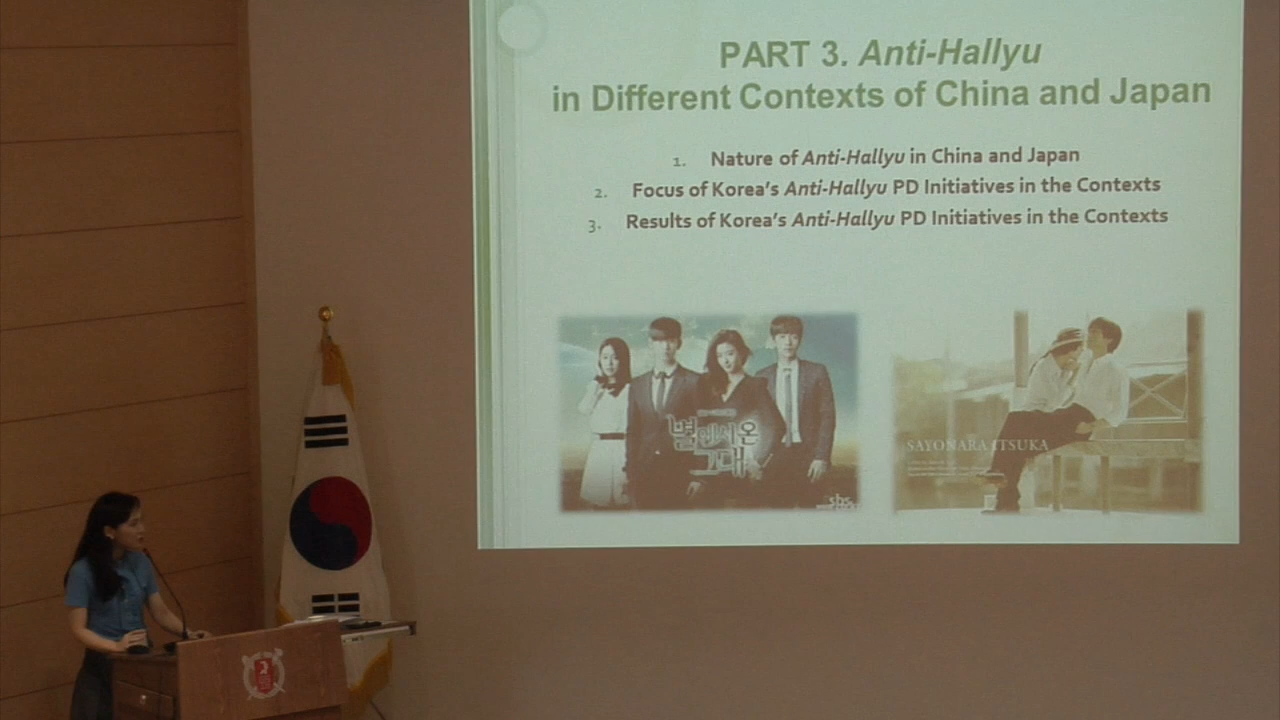 PART 3. Anti-Hallyu
in Different Contexts of China and Japan
1. Nature of Anti-Hallyu in China and Japan
2. Focus of Korea's Anti-Hallyu PD Initiatives in the Contexts
3. Results of Korea's Anti-Hallyu PD Initiatives in the Contexts
별에서 온
그대
sbs
SAYONARA ITSUKA